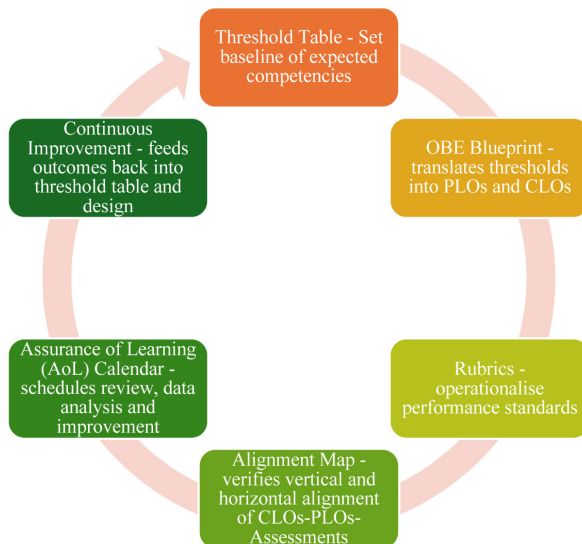 Threshold Table - Set
baseline of expected
competencies
OBE Blueprint -
translates thresholds
into PLOs and CLOs
Rubrics -
operationalise
performance standards
Alignment Map -
verifies vertical and
horizontal alignment
of CLOs-PLOs-
Assessments
Assurance of Learning
(AoL) Calendar -
schedules review, data
analysis and
improvement
Continuous
Improvement - feeds
outcomes back into
threshold table and
design